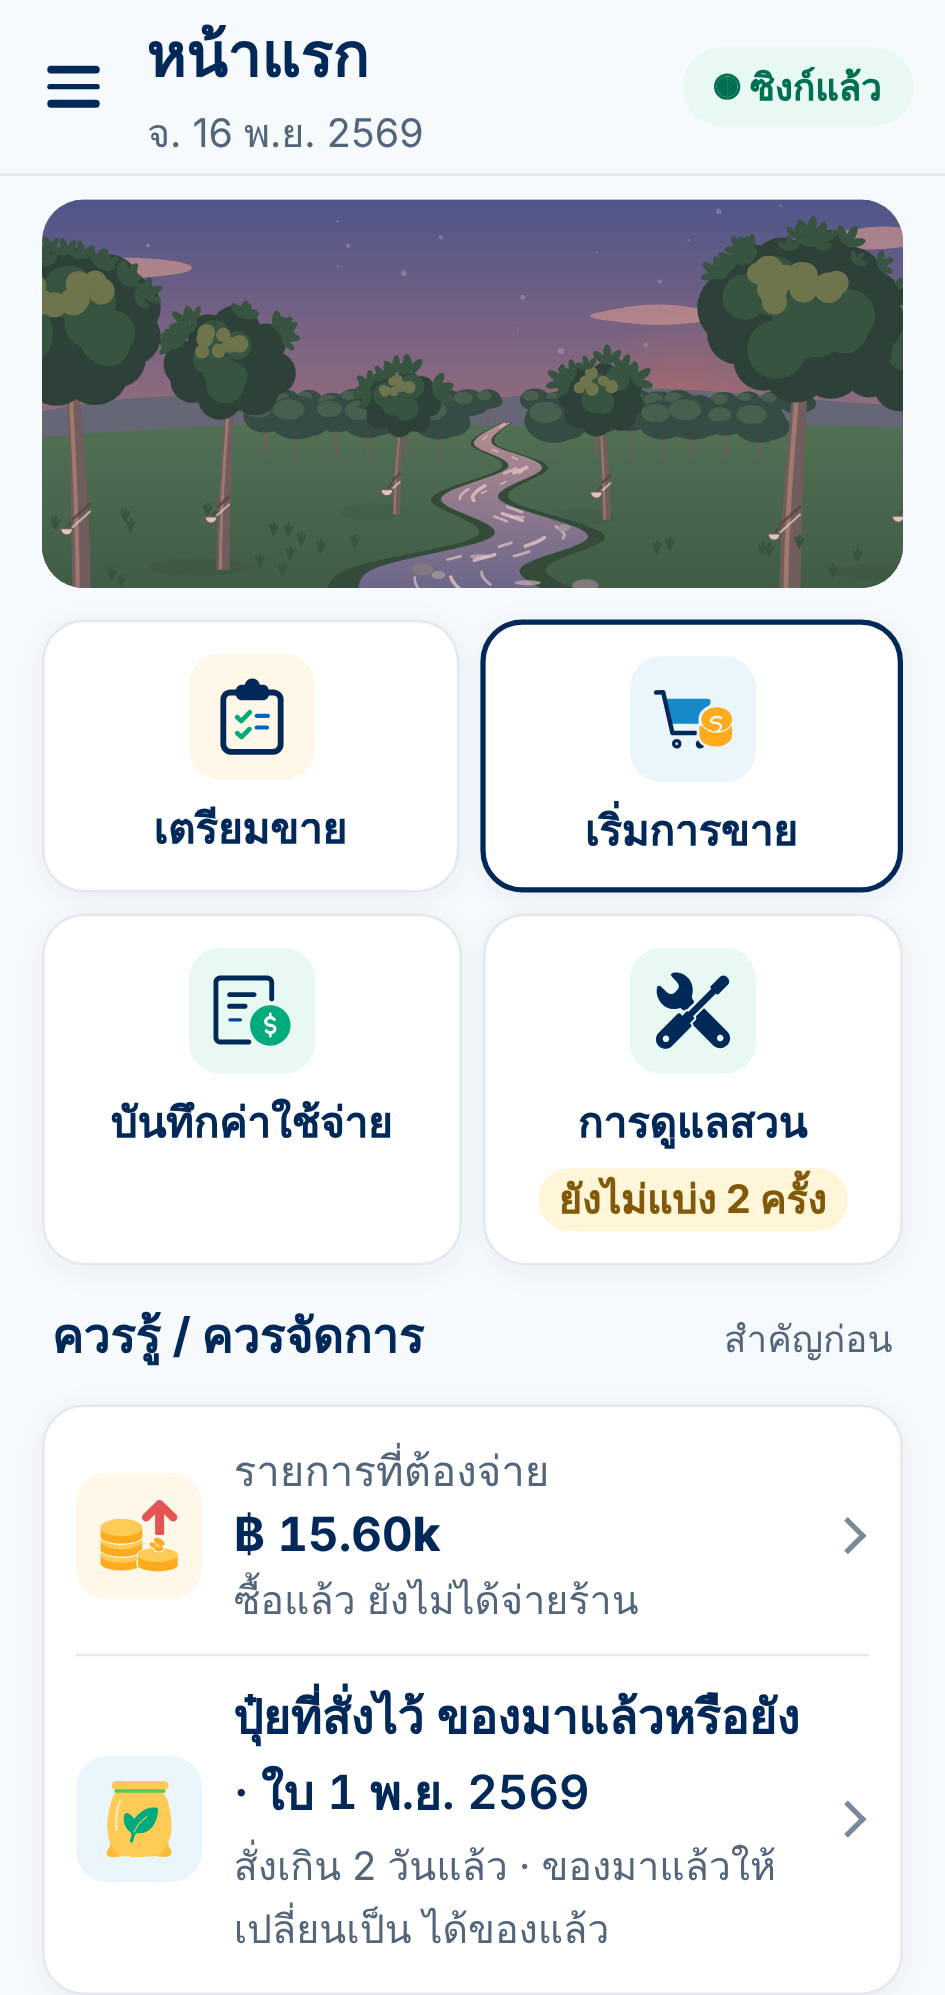 หน้าแรก
จ. 16 พ.ย. 2569
ซิงก์แล้ว
เตรียมขาย
เริ่มการขาย
บันทึกค่าใช้จ่าย
การดูแลสวน
ยังไม่แบ่ง 2 ครั้ง
ควรรู้ / ควรจัดการ
สำคัญก่อน
รายการที่ต้องจ่าย
฿ 15.60k
ซื้อแล้ว ยังไม่ได้จ่ายร้าน
ปุ๋ยที่สั่งไว้ ของมาแล้วหรือยัง
· ใบ 1 พ.ย. 2569
สั่งเกิน 2 วันแล้ว · ของมาแล้วให้
เปลี่ยนเป็น ได้ของแล้ว